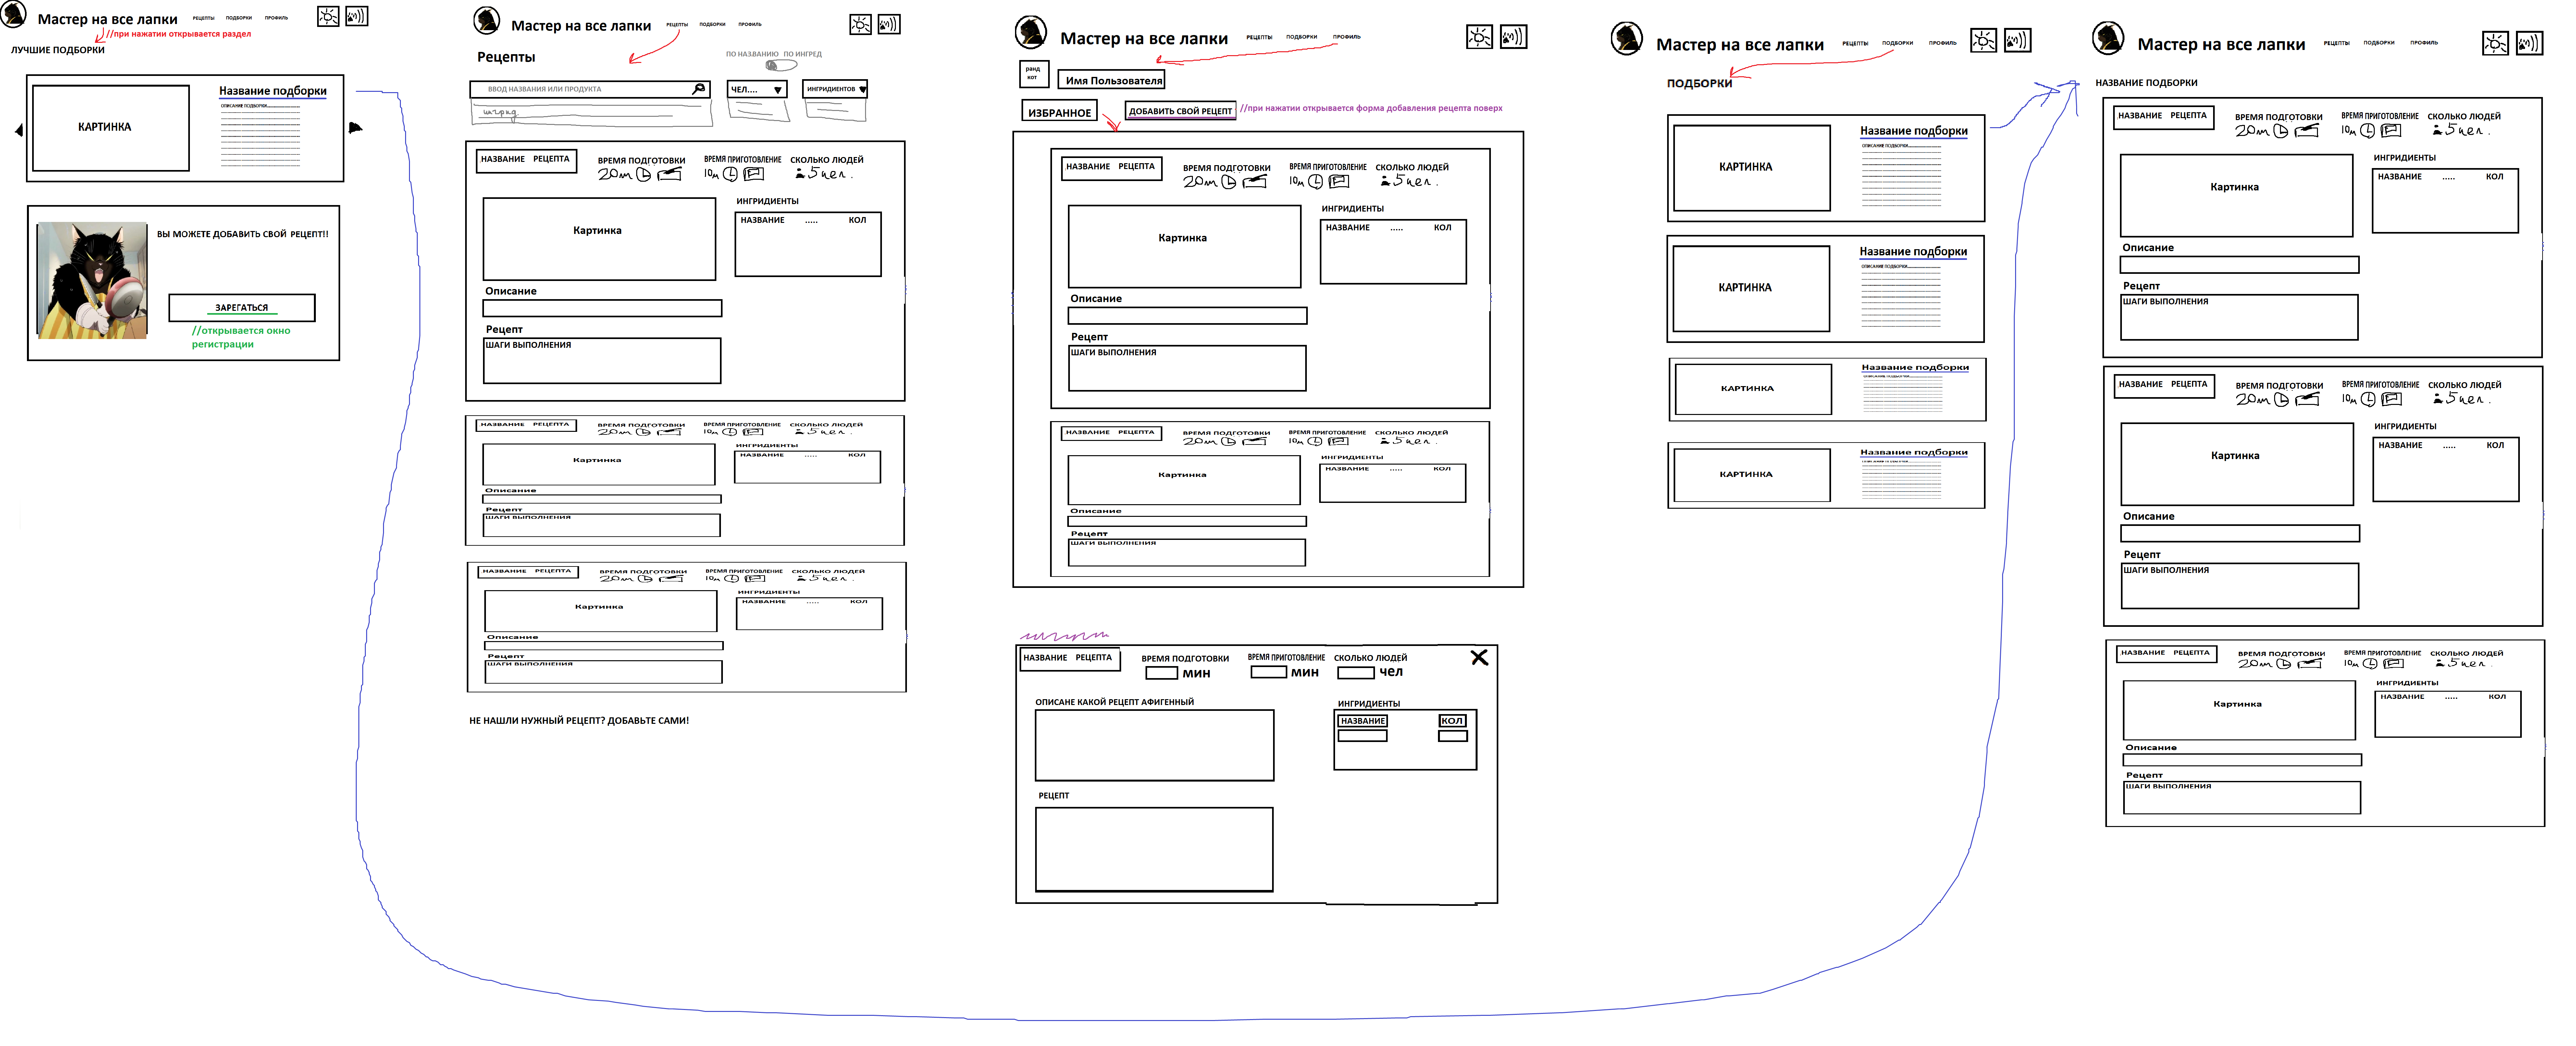 Мастер на все лапки
РЕЦЕПТЫ ПОДБОРКИ ПРОФИЛЬ
//при нажатии открывается раздел
ЛУЧШИЕ ПОДБОРКИ
КАРТИНКА
Название подборки
ОПИСАНИЕ ПОДБОРКИ
ВЫ МОЖЕТЕ ДОБАВИТЬ СВОЙ РЕЦЕПТ!!
ЗАРЕГАТЬСЯ
//открывается окно
регистрации
Мастер на все лапки
РЕЦЕПТЫ ПОДБОРКИ ПРОФИЛЬ
Рецепты
ПО НАЗВАНИЮ ПО ИНГРЕД
ВВОД НАЗВАНИЯ ИЛИ ПРОДУКТА
ЧЕЛ....
ИНГРИДИЕНТОВ
НАЗВАНИЕ РЕЦЕПТА
ВРЕМЯ ПОДГОТОВКИ ВРЕМЯ ПРИГОТОВЛЕНИЕ СКОЛЬКО ЛЮДЕЙ
20м 10м 5 чел.
ИНГРИДИЕНТЫ
НАЗВАНИЕ ..... КОЛ
Картинка
Описание
Рецепт
ШАГИ ВЫПОЛНЕНИЯ
НАЗВАНИЕ РЕЦЕПТА
ВРЕМЯ ПОДГОТОВКИ ВРЕМЯ ПРИГОТОВЛЕНИЕ СКОЛЬКО ЛЮДЕЙ
20м 10м 5 чел.
ИНГРИДИЕНТЫ
НАЗВАНИЕ ..... КОЛ
Картинка
Описание
Рецепт
ШАГИ ВЫПОЛНЕНИЯ
НАЗВАНИЕ РЕЦЕПТА
ВРЕМЯ ПОДГОТОВКИ ВРЕМЯ ПРИГОТОВЛЕНИЕ СКОЛЬКО ЛЮДЕЙ
20м 10м 5 чел.
ИНГРИДИЕНТЫ
НАЗВАНИЕ ..... КОЛ
Картинка
Описание
Рецепт
ШАГИ ВЫПОЛНЕНИЯ
НЕ НАШЛИ НУЖНЫЙ РЕЦЕПТ? ДОБАВЬТЕ САМИ!
Мастер на все лапки
РЕЦЕПТЫ ПОДБОРКИ ПРОФИЛЬ
ранд
кот
Имя Пользователя
ИЗБРАННОЕ
ДОБАВИТЬ СВОЙ РЕЦЕПТ
//при нажатии открывается форма добавления рецепта поверх
НАЗВАНИЕ РЕЦЕПТА
ВРЕМЯ ПОДГОТОВКИ ВРЕМЯ ПРИГОТОВЛЕНИЕ СКОЛЬКО ЛЮДЕЙ
20м 10м 5 чел.
ИНГРИДИЕНТЫ
НАЗВАНИЕ ..... КОЛ
Картинка
Описание
Рецепт
ШАГИ ВЫПОЛНЕНИЯ
НАЗВАНИЕ РЕЦЕПТА
ВРЕМЯ ПОДГОТОВКИ ВРЕМЯ ПРИГОТОВЛЕНИЕ СКОЛЬКО ЛЮДЕЙ
20м 10м 5 чел.
ИНГРИДИЕНТЫ
НАЗВАНИЕ ..... КОЛ
Картинка
Описание
Рецепт
ШАГИ ВЫПОЛНЕНИЯ
НАЗВАНИЕ РЕЦЕПТА
ВРЕМЯ ПОДГОТОВКИ ВРЕМЯ ПРИГОТОВЛЕНИЕ СКОЛЬКО ЛЮДЕЙ
мин мин чел
ОПИСАНЕ КАКОЙ РЕЦЕПТ АФИГЕННЫЙ
ИНГРИДИЕНТЫ
НАЗВАНИЕ КОЛ
РЕЦЕПТ
Мастер на все лапки
РЕЦЕПТЫ ПОДБОРКИ ПРОФИЛЬ
ПОДБОРКИ
КАРТИНКА
Название подборки
ОПИСАНИЕ ПОДБОРКИ
КАРТИНКА
Название подборки
ОПИСАНИЕ ПОДБОРКИ
КАРТИНКА
Название подборки
ОПИСАНИЕ ПОДБОРКИ
КАРТИНКА
Название подборки
ОПИСАНИЕ ПОДБОРКИ
Мастер на все лапки
РЕЦЕПТЫ ПОДБОРКИ ПРОФИЛЬ
НАЗВАНИЕ ПОДБОРКИ
НАЗВАНИЕ РЕЦЕПТА
ВРЕМЯ ПОДГОТОВКИ ВРЕМЯ ПРИГОТОВЛЕНИЕ СКОЛЬКО ЛЮДЕЙ
20м 10м 5 чел.
ИНГРИДИЕНТЫ
НАЗВАНИЕ ..... КОЛ
Картинка
Описание
Рецепт
ШАГИ ВЫПОЛНЕНИЯ
НАЗВАНИЕ РЕЦЕПТА
ВРЕМЯ ПОДГОТОВКИ ВРЕМЯ ПРИГОТОВЛЕНИЕ СКОЛЬКО ЛЮДЕЙ
20м 10м 5 чел.
ИНГРИДИЕНТЫ
НАЗВАНИЕ ..... КОЛ
Картинка
Описание
Рецепт
ШАГИ ВЫПОЛНЕНИЯ
НАЗВАНИЕ РЕЦЕПТА
ВРЕМЯ ПОДГОТОВКИ ВРЕМЯ ПРИГОТОВЛЕНИЕ СКОЛЬКО ЛЮДЕЙ
20м 10м 5 чел.
ИНГРИДИЕНТЫ
НАЗВАНИЕ ..... КОЛ
Картинка
Описание
Рецепт
ШАГИ ВЫПОЛНЕНИЯ